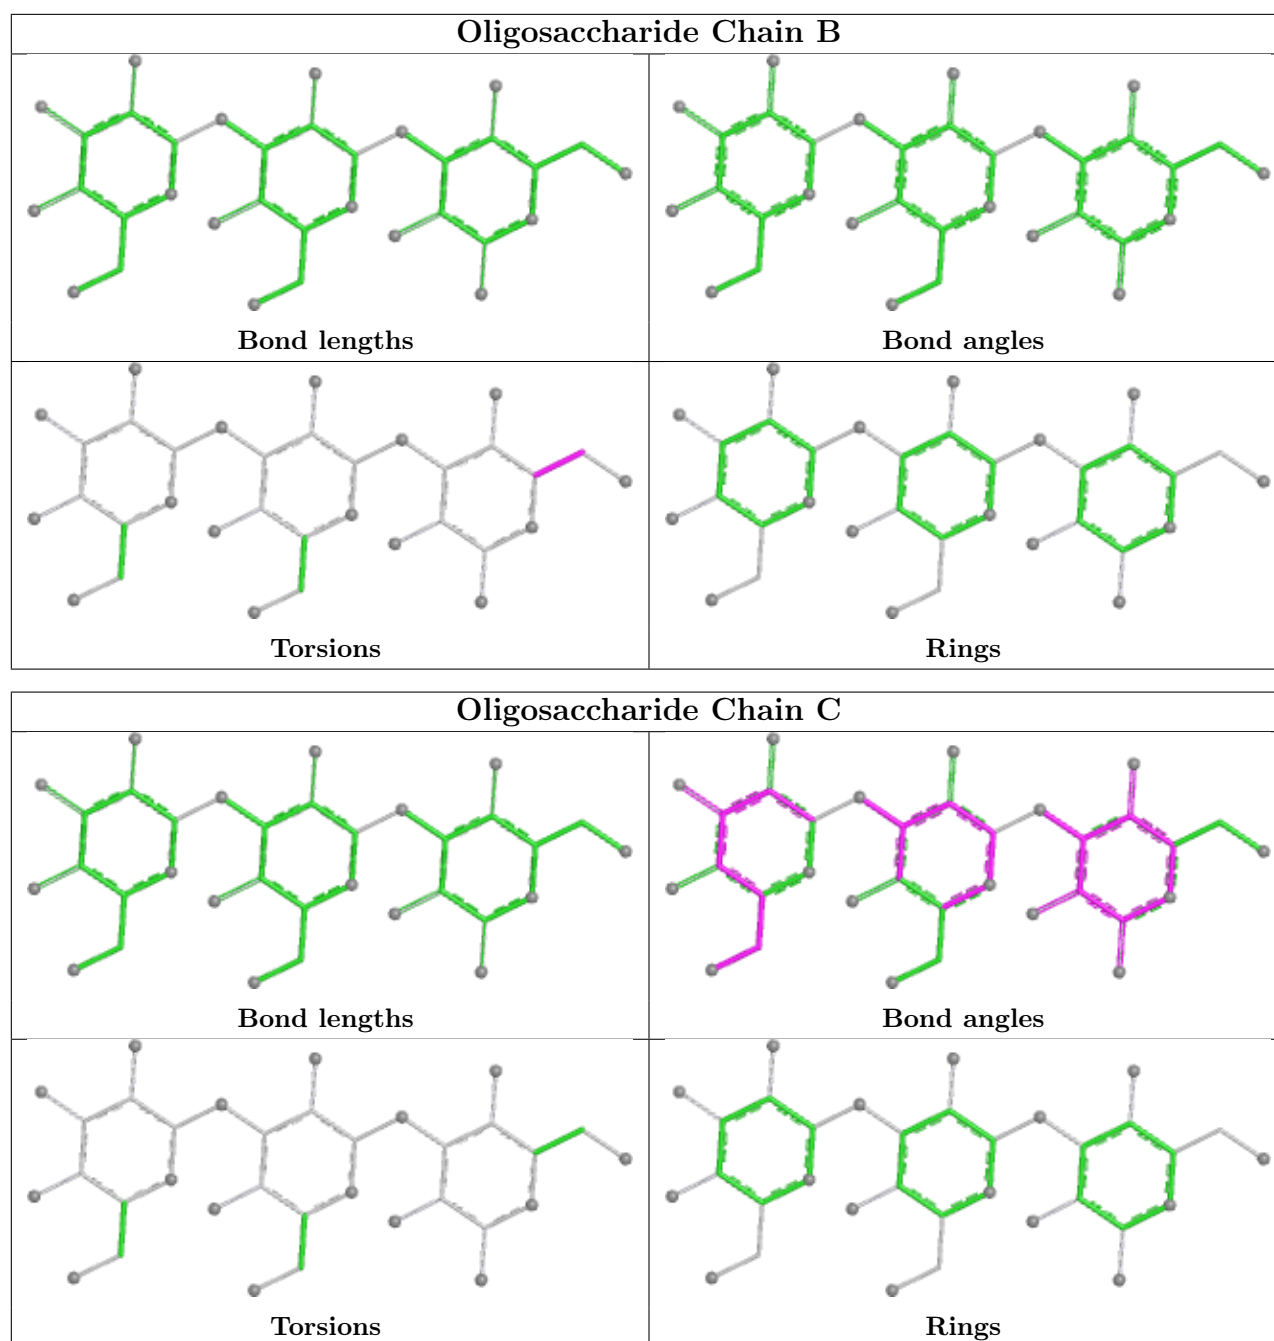 Oligosaccharide Chain B
Bond lengths
Bond angles
Torsions
Rings
Oligosaccharide Chain C
Bond lengths
Bond angles
Torsions
Rings